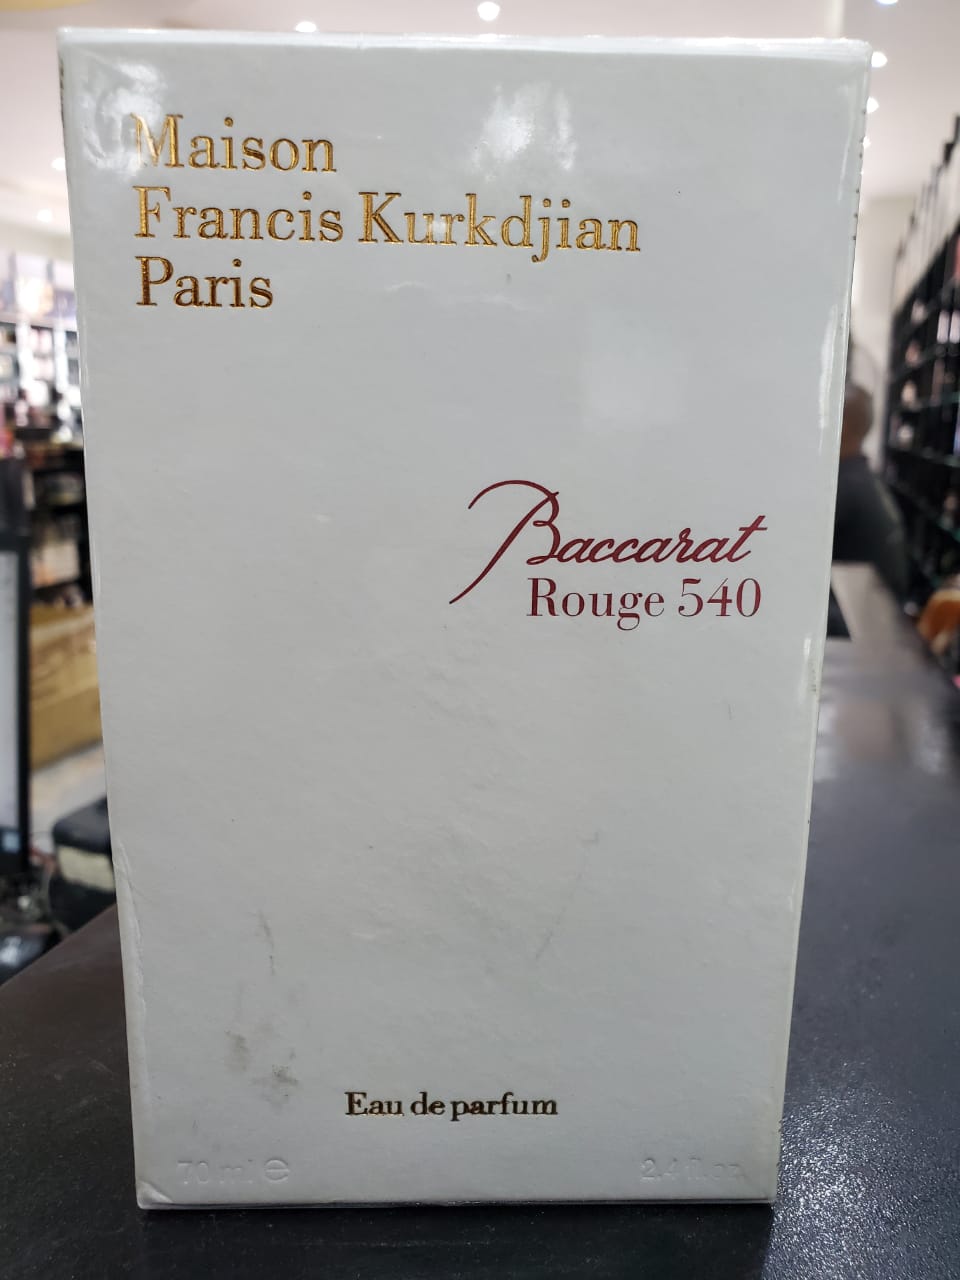 Maison
Francis Kurkdjian
Paris
Baccarat
Rouge 540
Eau de parfum
70 ml ℮
2.4 fl.oz